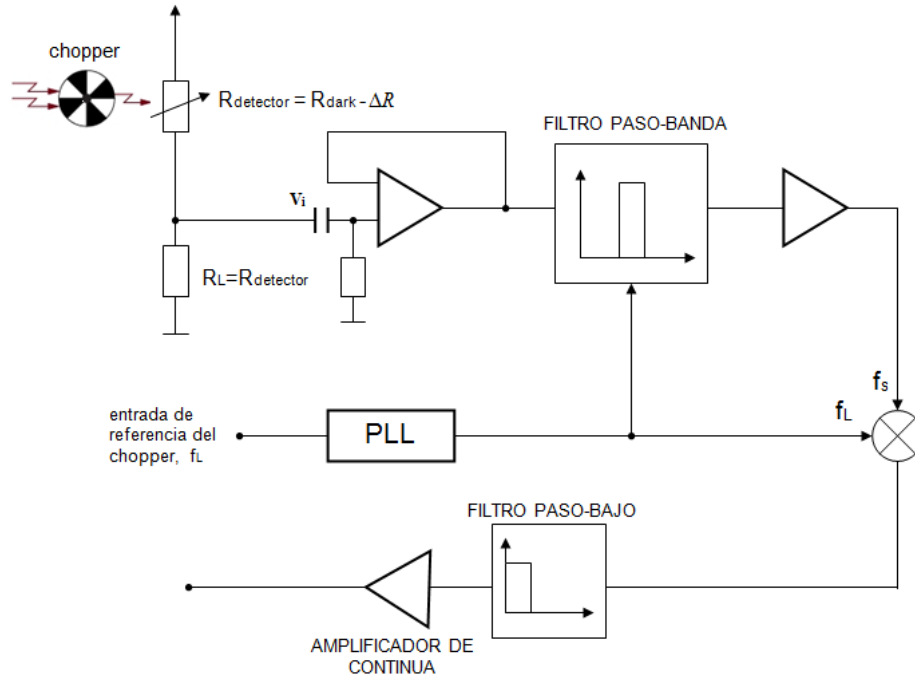 chopper
Rdetector = Rdark - ΔR
FILTRO PASO-BANDA
Vi
RL=Rdetector
fs
fL
entrada de
referencia del
chopper, fL
PLL
FILTRO PASO-BAJO
AMPLIFICADOR DE
CONTINUA